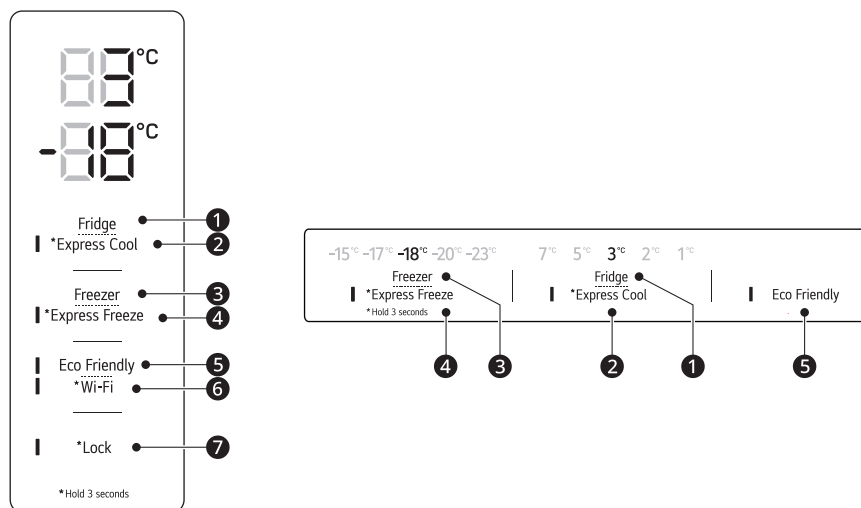 3°C
-18°C
Fridge
*Express Cool
Freezer
*Express Freeze
Eco Friendly
*Wi-Fi
*Lock
*Hold 3 seconds
1
2
3
4
5
6
7
-15°C -17°C -18°C -20°C -23°C
Freezer
*Express Freeze
*Hold 3 seconds
7°C 5°C 3°C 2°C 1°C
Fridge
*Express Cool
Eco Friendly
4
3
2
1
5